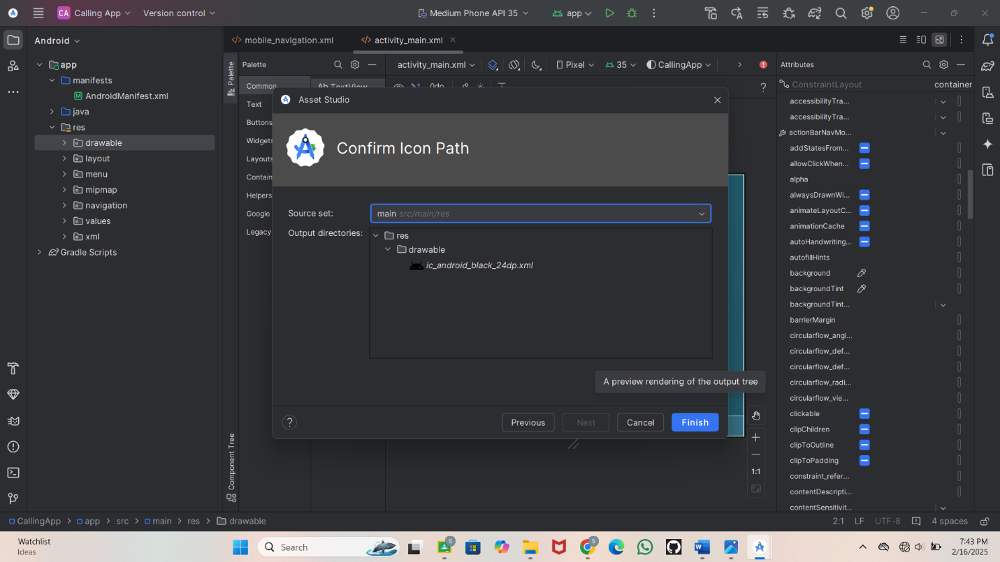 CA Calling App
Version control
Medium Phone API 35
app
Android
mobile_navigation.xml
activity_main.xml
app
manifests
M AndroidManifest.xml
java
res
drawable
layout
menu
mipmap
navigation
values
xml
Gradle Scripts
Palette
Component Tree
Palette
Common
Text
Buttons
Widgets
Layouts
Contain
Helpers
Google
Legacy
Ab TextView
activity_main.xml
Pixel
35
CallingApp
0dp
?
Asset Studio
Confirm Icon Path
Source set:
main src/main/res
Output directories:
res
drawable
ic_android_black_24dp.xml
A preview rendering of the output tree
?
Previous
Next
Cancel
Finish
1:1
Attributes
ConstraintLayout
container
accessibilityTra...
accessibilityTra...
actionBarNavMo...
addStatesFrom...
allowClickWhen...
alpha
alwaysDrawnWi...
animateLayoutC...
animationCache
autoHandwriting...
autofillHints
background
backgroundTint
backgroundTint...
barrierMargin
circularflow_angl...
circularflow_def...
circularflow_def...
circularflow_radi...
circularflow_vie...
clickable
clipChildren
clipToOutline
clipToPadding
constraint_refer...
contentDescripti...
contentSensitivit...
CallingApp > app > src > main > res > drawable
2:1
LF
UTF-8
4 spaces
Watchlist
Ideas
Search
7:43 PM
2/16/2025